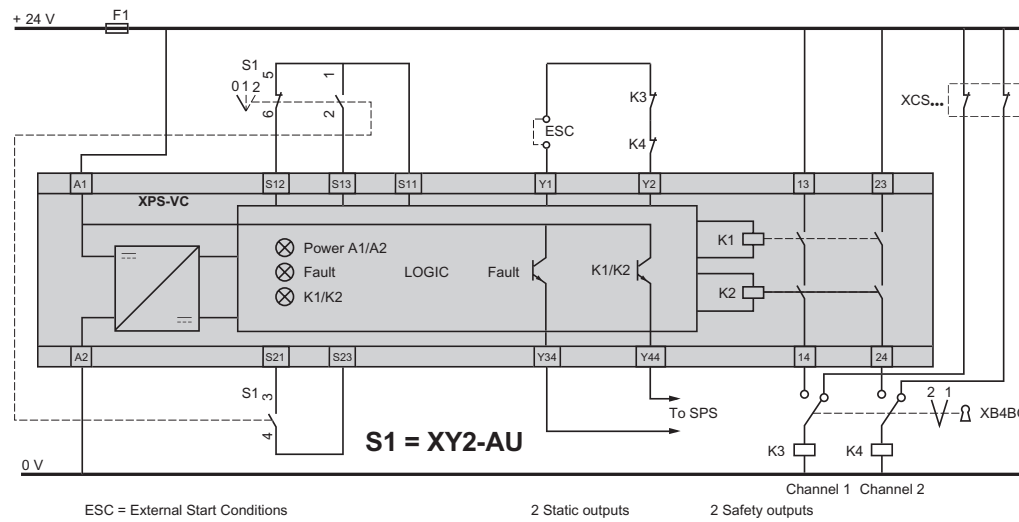 + 24 V
F1
S1
5
1
0 1 2
6
2
K3
ESC
K4
XCS...
A1
S12
S13
S11
Y1
Y2
13
23
XPS-VC
Power A1/A2
Fault
K1/K2
LOGIC
Fault
K1/K2
K1
K2
A2
S21
S23
Y34
Y44
14
24
S1
3
4
To SPS
2 1
S1 = XY2-AU
K3
K4
0 V
Channel 1
Channel 2
ESC = External Start Conditions
2 Static outputs
2 Safety outputs